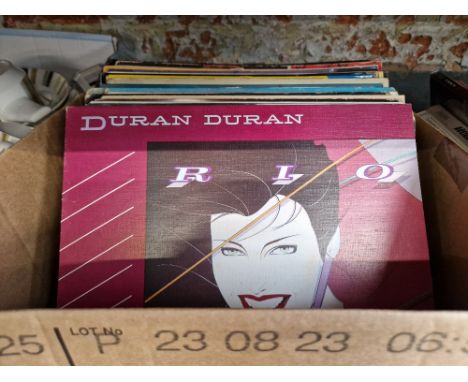 DURAN DURAN
RIO
LOT No
25 P 23 08 23 06: